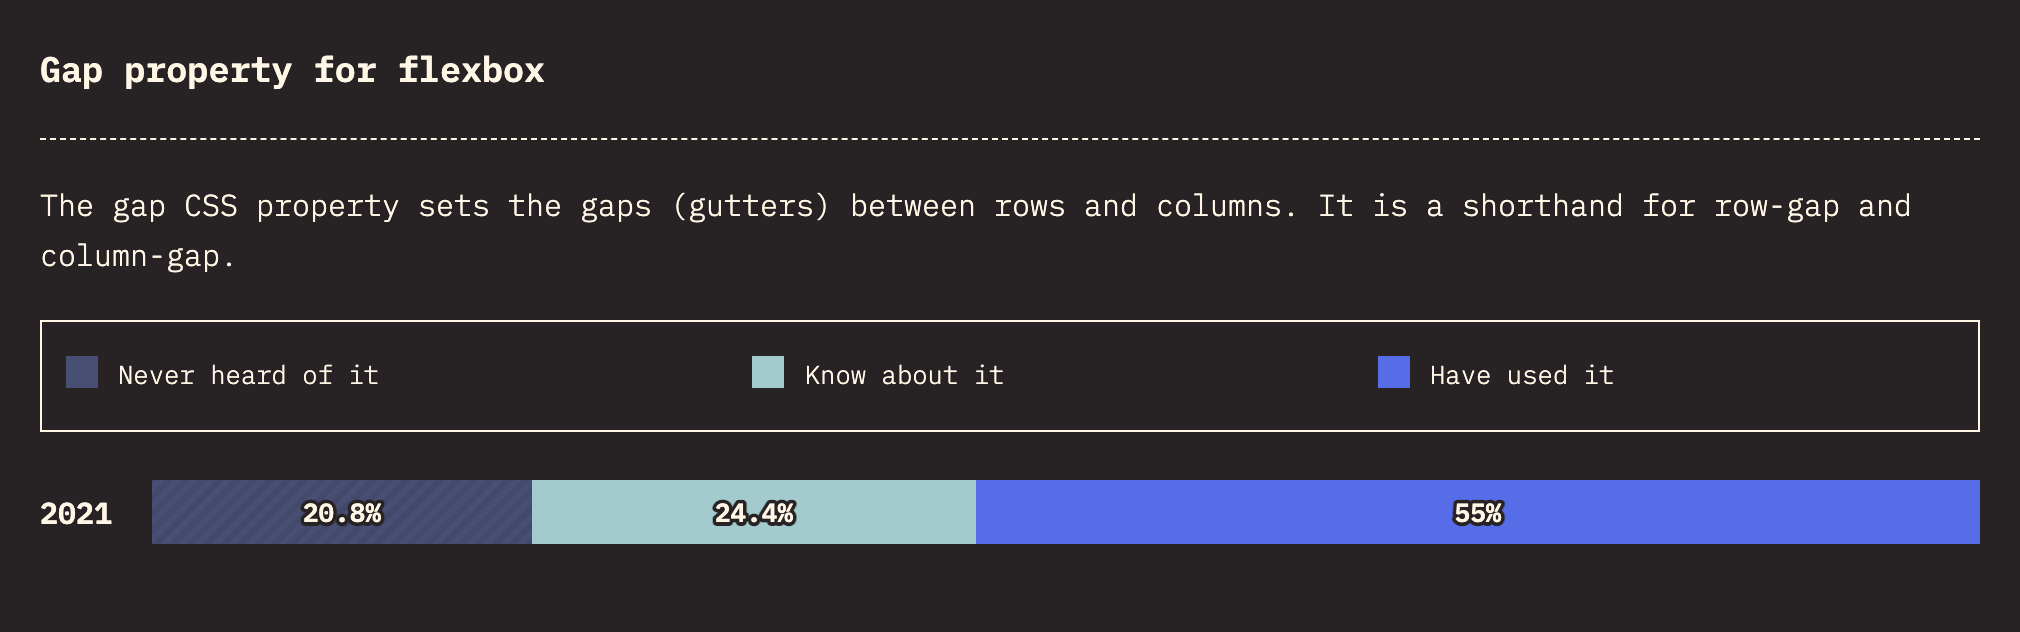 Gap property for flexbox
The gap CSS property sets the gaps (gutters) between rows and columns. It is a shorthand for row-gap and
column-gap.
Never heard of it Know about it Have used it
2021 20.8% 24.4% 55%